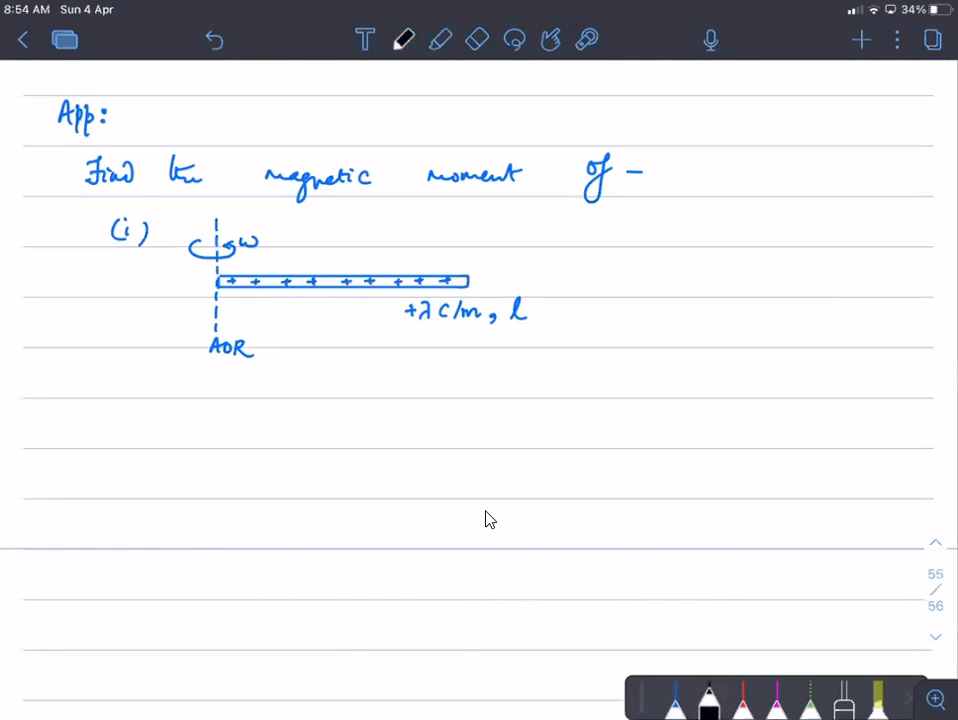 8:54 AM Sun 4 Apr 34%
App:
Find the magnetic moment of -
(i) ω
+ + + + + + + + +
+λ C/m, l
AOR
55
/
56